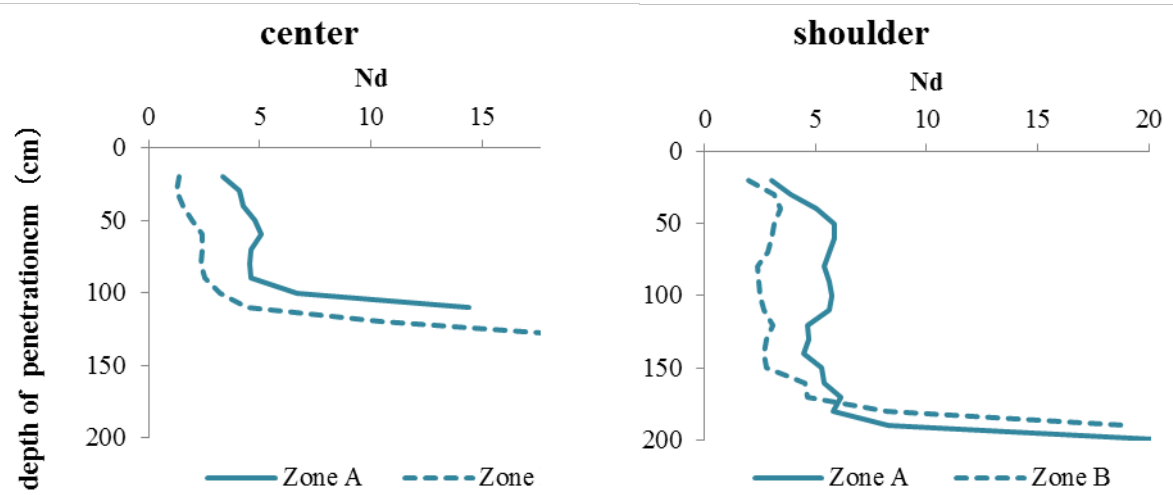 center
Nd
0 5 10 15
0
50
100
150
200
depth of penetrationcm (cm)
Zone A Zone
shoulder
Nd
0 5 10 15 20
0
50
100
150
200
Zone A Zone B